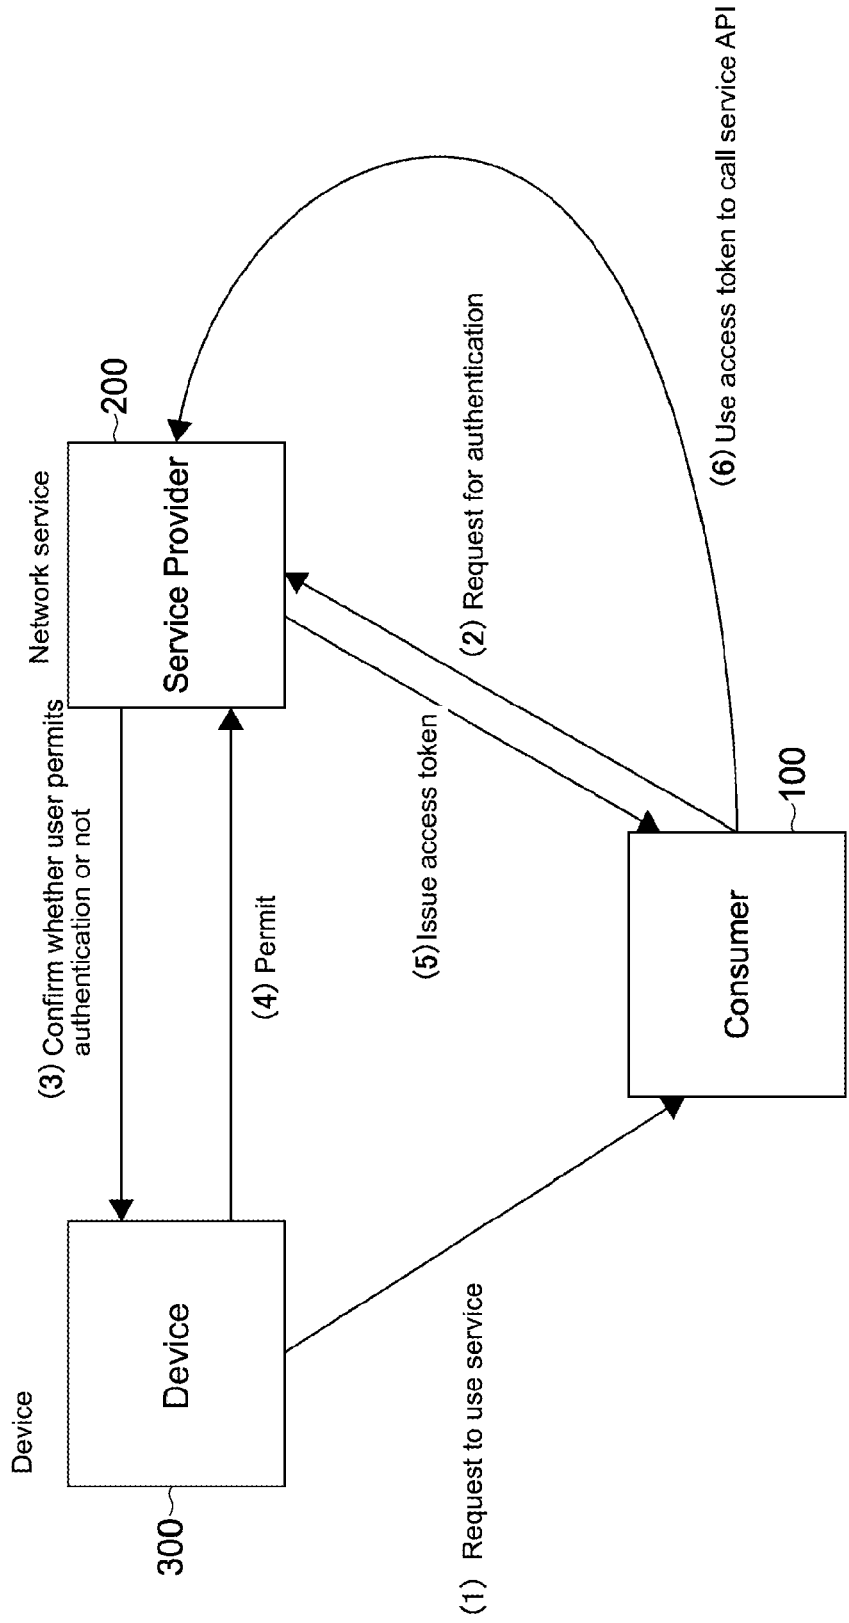 Device
Network service
300
Device
(3) Confirm whether user permits
authentication or not
Service Provider
200
(4) Permit
(5) Issue access token
(2) Request for authentication
(1) Request to use service
Consumer
100
(6) Use access token to call service API